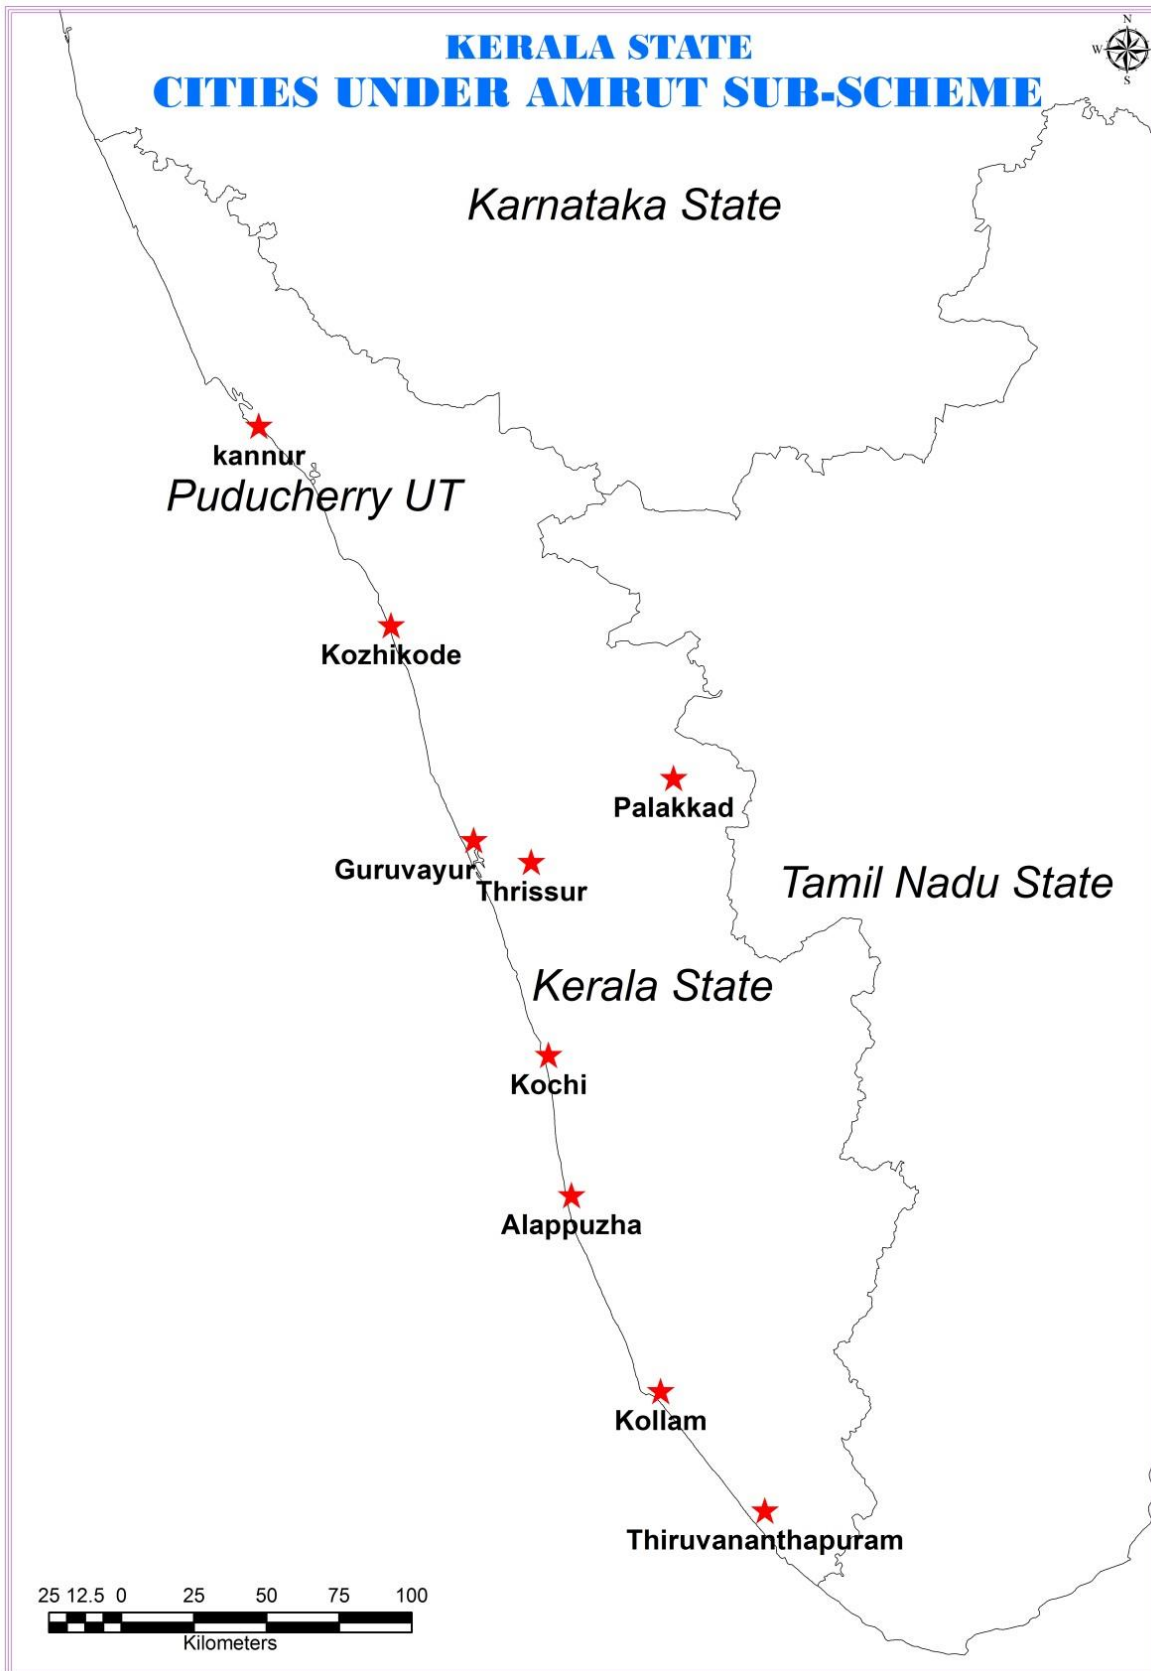 KERALA STATE
CITIES UNDER AMRUT SUB-SCHEME
N
W
S
Karnataka State
kannur
Puducherry UT
Kozhikode
Palakkad
Guruvayur
Thrissur
Tamil Nadu State
Kerala State
Kochi
Alappuzha
Kollam
Thiruvananthapuram
25 12.5 0 25 50 75 100
Kilometers